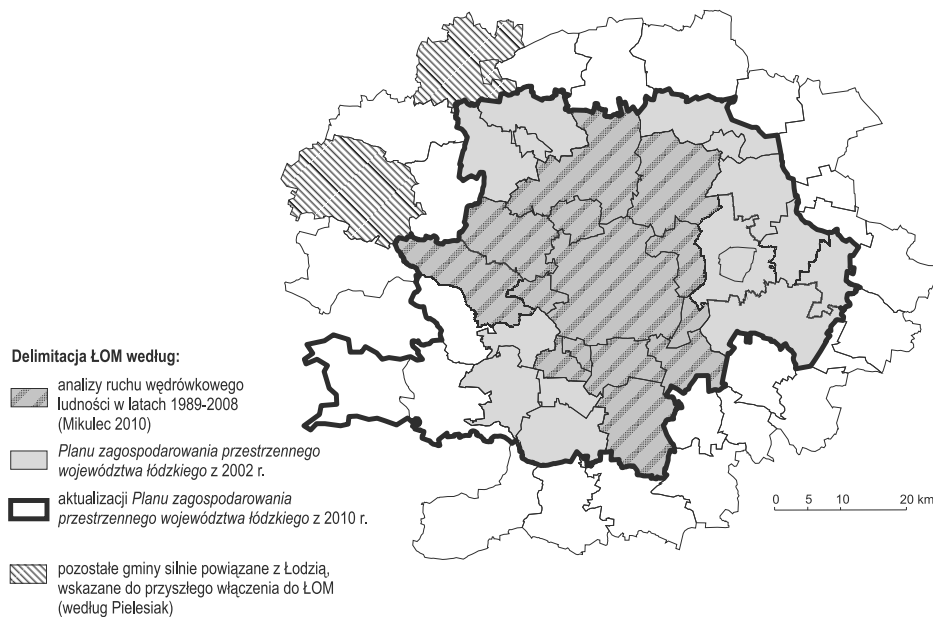 Delimitacja ŁOM według:
analizy ruchu wędrówkowego
ludności w latach 1989-2008
(Mikulec 2010)
Planu zagospodarowania przestrzennego
województwa łódzkiego z 2002 r.
aktualizacji Planu zagospodarowania
przestrzennego województwa łódzkiego z 2010 r.
pozostałe gminy silnie powiązane z Łodzią,
wskazane do przyszłego włączenia do ŁOM
(według Pielesiak)
0 5 10 20 km